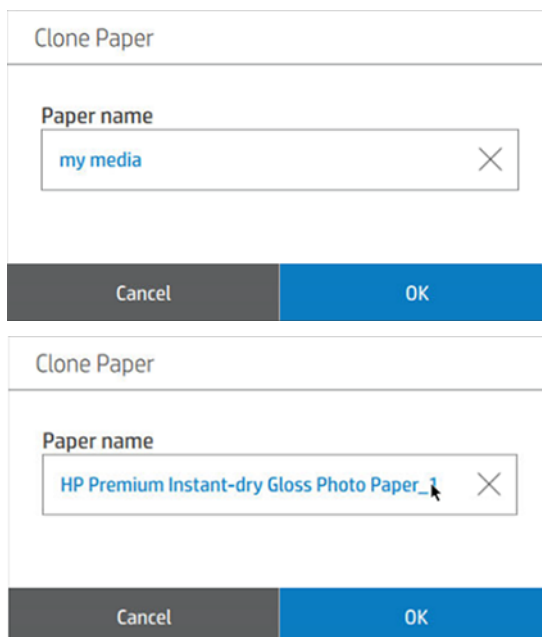 Clone Paper
Paper name
my media
Cancel
OK
Clone Paper
Paper name
HP Premium Instant-dry Gloss Photo Paper_1
Cancel
OK